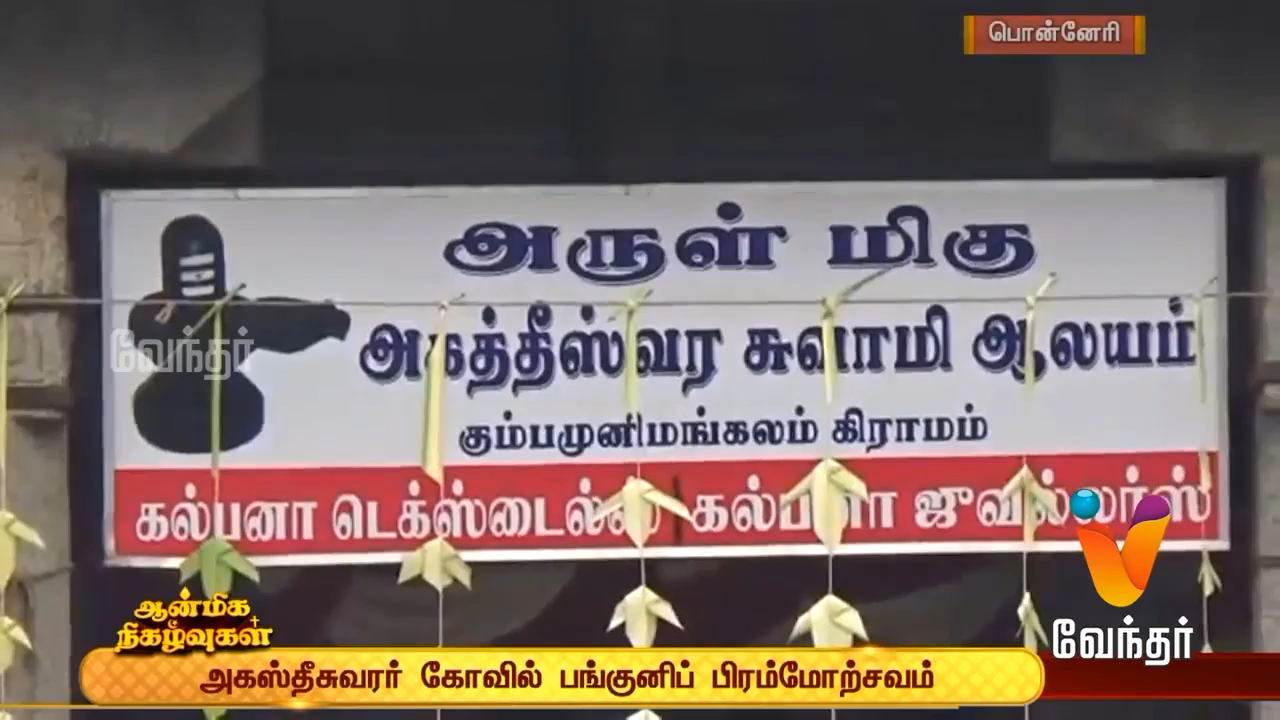 பொன்னேரி
அருள் மிகு
அகத்தீஸ்வர சுவாமி ஆலயம்
வேந்தர்
கும்பமுனிமங்கலம் கிராமம்
கல்பனா டெக்ஸ்டைல்ஸ் கல்பனா ஜுவல்லர்ஸ்
ஆன்மிக+
நிகழ்வுகள்
வேந்தர்
அகஸ்தீசுவரர் கோவில் பங்குனிப் பிரம்மோற்சவம்